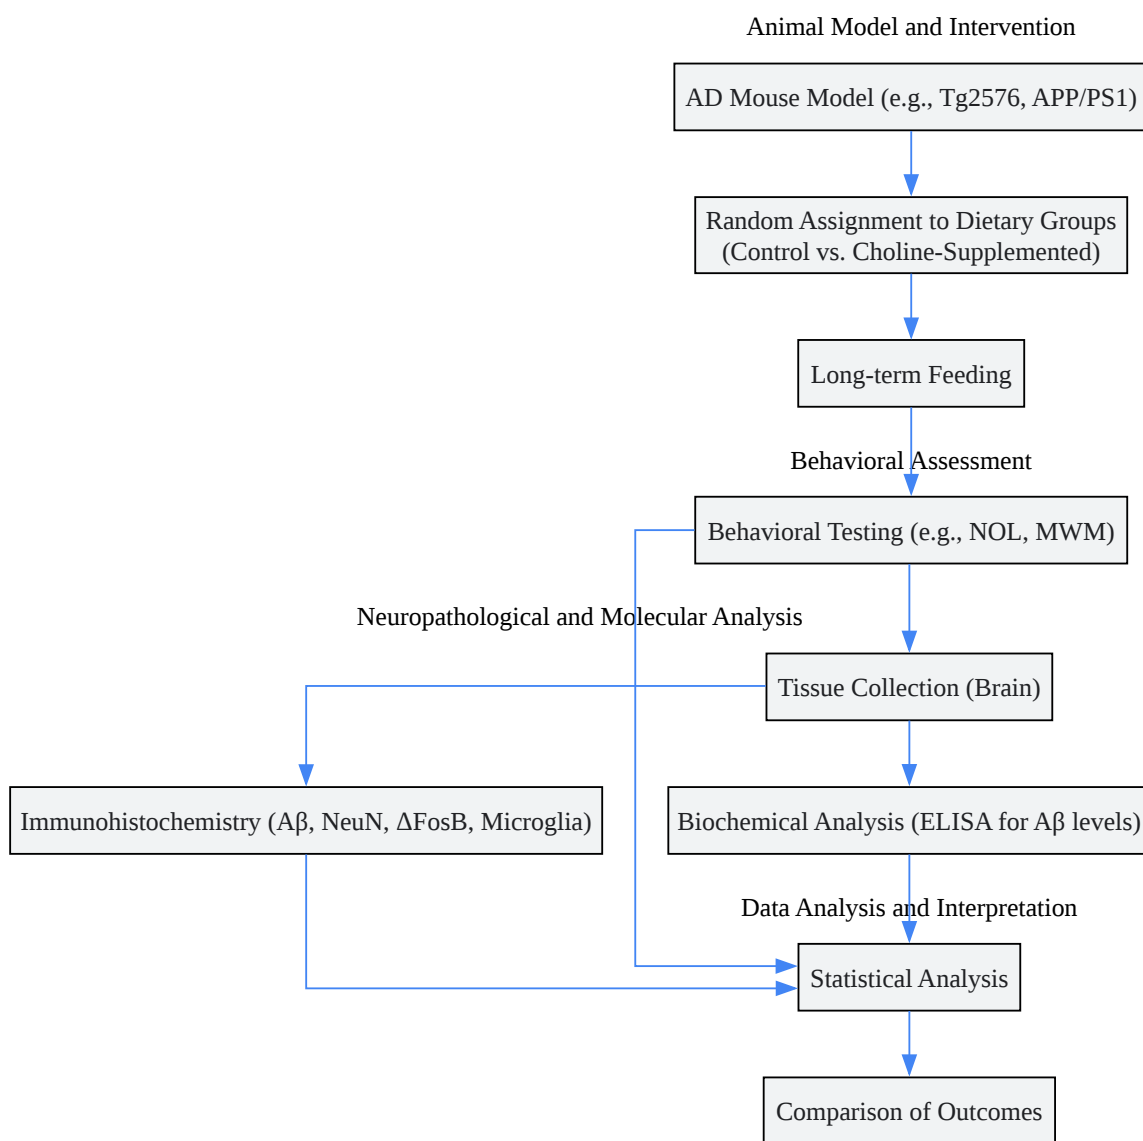 Animal Model and Intervention
AD Mouse Model (e.g., Tg2576, APP/PS1)
Random Assignment to Dietary Groups
(Control vs. Choline-Supplemented)
Long-term Feeding
Behavioral Assessment
Behavioral Testing (e.g., NOL, MWM)
Neuropathological and Molecular Analysis
Tissue Collection (Brain)
Immunohistochemistry (Aβ, NeuN, ΔFosB, Microglia)
Biochemical Analysis (ELISA for Aβ levels)
Data Analysis and Interpretation
Statistical Analysis
Comparison of Outcomes